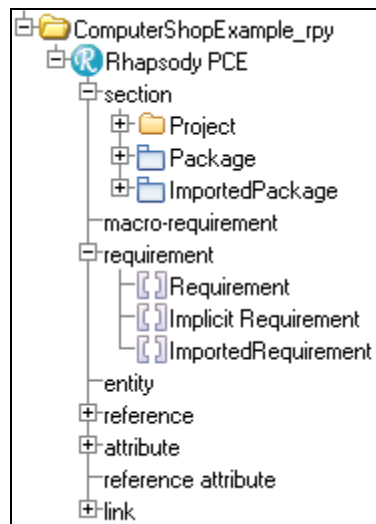 ComputerShopExample_rpy
Rhapsody PCE
section
Project
Package
ImportedPackage
macro-requirement
requirement
Requirement
Implicit Requirement
ImportedRequirement
entity
reference
attribute
reference attribute
link